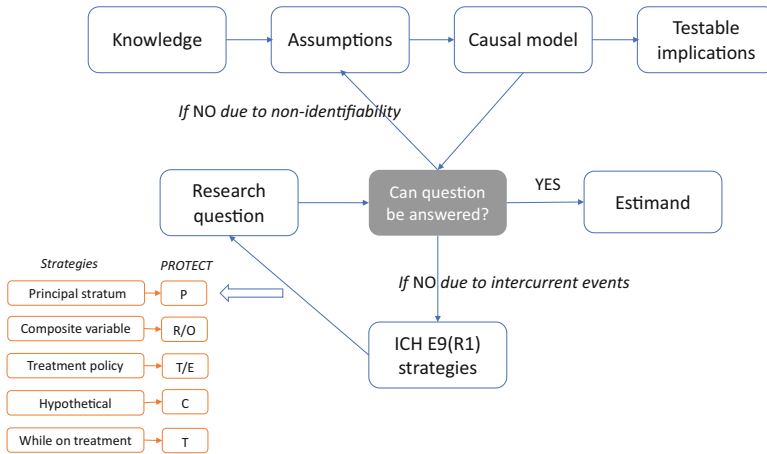 Knowledge
Assumptions
Causal model
Testable
implications
If NO due to non-identifiability
Research
question
Can question
be answered?
YES
Estimand
If NO due to intercurrent events
ICH E9(R1)
strategies
Strategies
PROTECT
Principal stratum
P
Composite variable
R/O
Treatment policy
T/E
Hypothetical
C
While on treatment
T